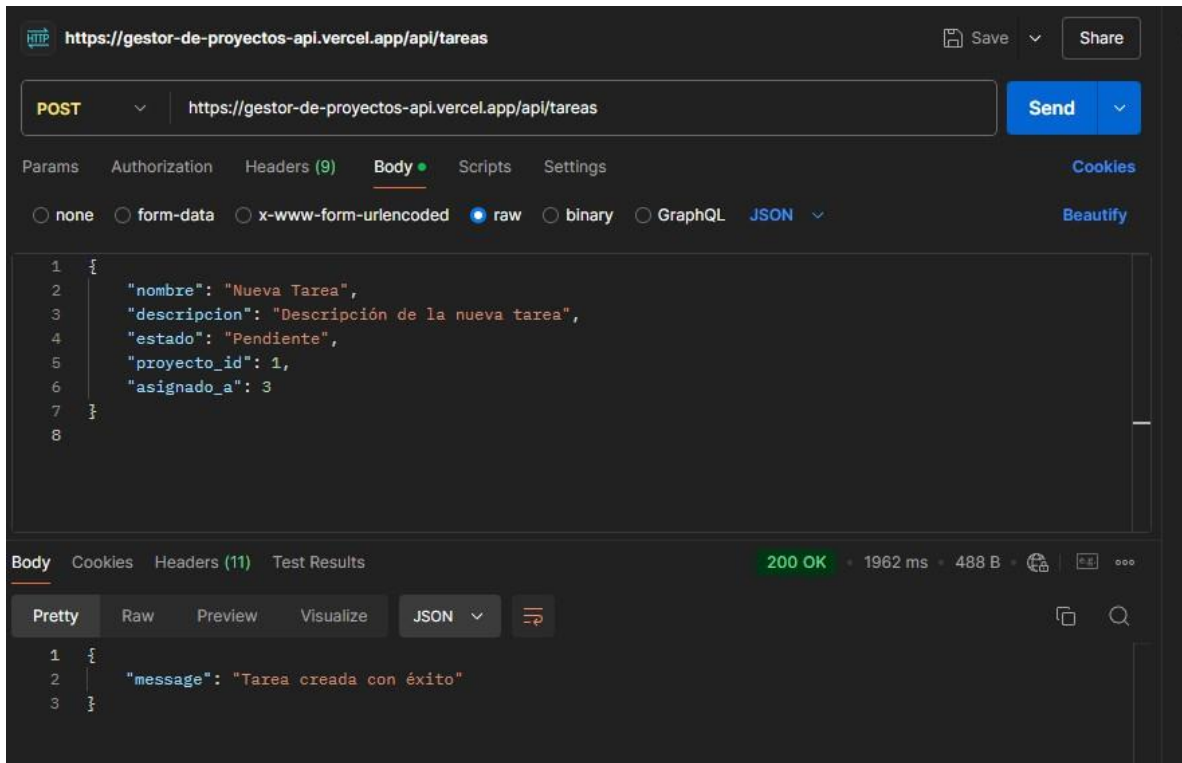 HTTP https://gestor-de-proyectos-api.vercel.app/api/tareas Save Share
POST https://gestor-de-proyectos-api.vercel.app/api/tareas Send
Params Authorization Headers (9) Body Scripts Settings Cookies
none form-data x-www-form-urlencoded raw binary GraphQL JSON Beautify
1 {
2 "nombre": "Nueva Tarea",
3 "descripcion": "Descripción de la nueva tarea",
4 "estado": "Pendiente",
5 "proyecto_id": 1,
6 "asignado_a": 3
7 }
8
Body Cookies Headers (11) Test Results 200 OK 1962 ms 488 B
Pretty Raw Preview Visualize JSON
1 {
2 "message": "Tarea creada con éxito"
3 }